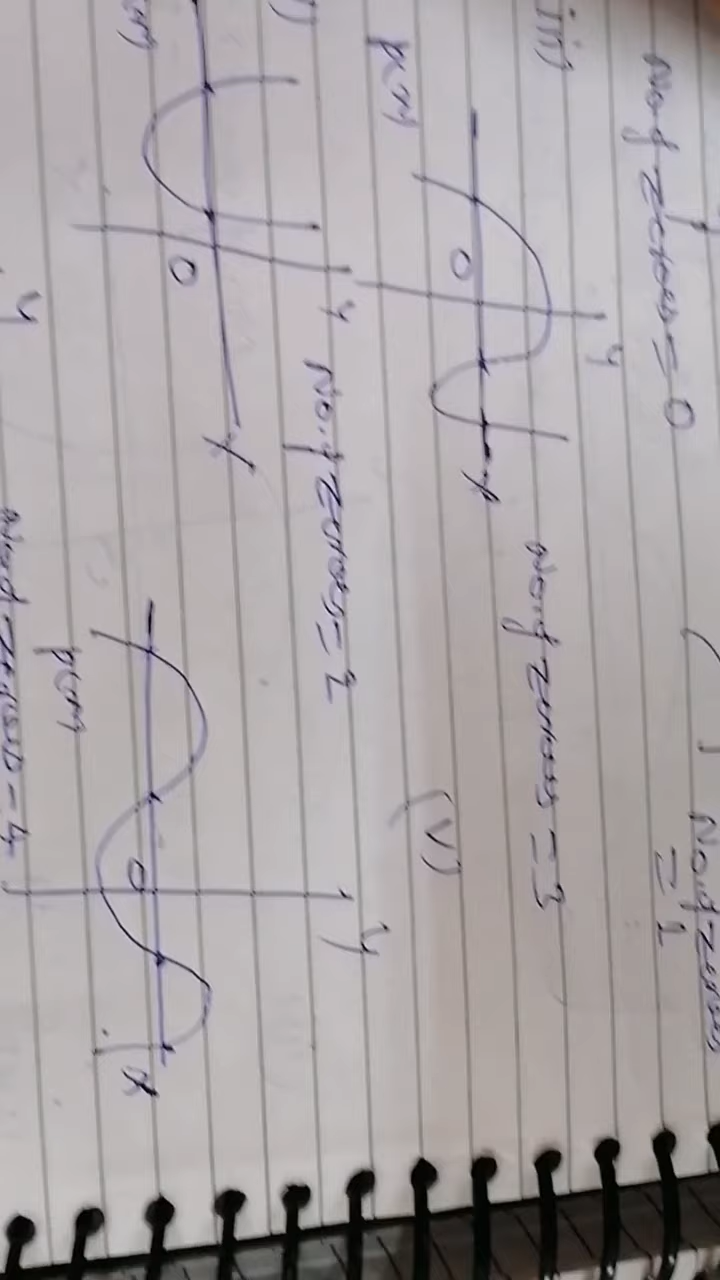 No. of zeroes = 0
No. of zeroes
= 1
iii)
y
p(x)
0
x
No. of zeroes = 3
y
0
x
No. of zeroes = 2
(v)
y
p(x)
0
x
No. of zeroes = 4
y